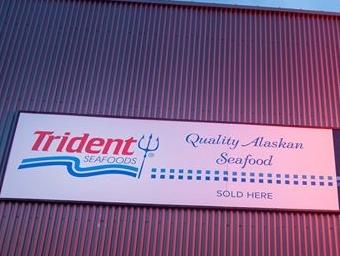 Trident
SEAFOODS
®
Quality Alaskan
Seafood
SOLD HERE